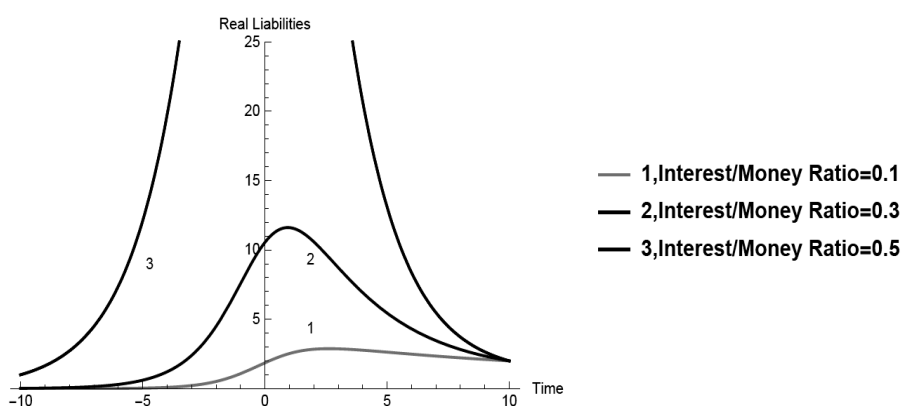 Real Liabilities
25
20
15
10
5
3
2
1
−10
−5
0
5
10
Time
1,Interest/Money Ratio=0.1
2,Interest/Money Ratio=0.3
3,Interest/Money Ratio=0.5